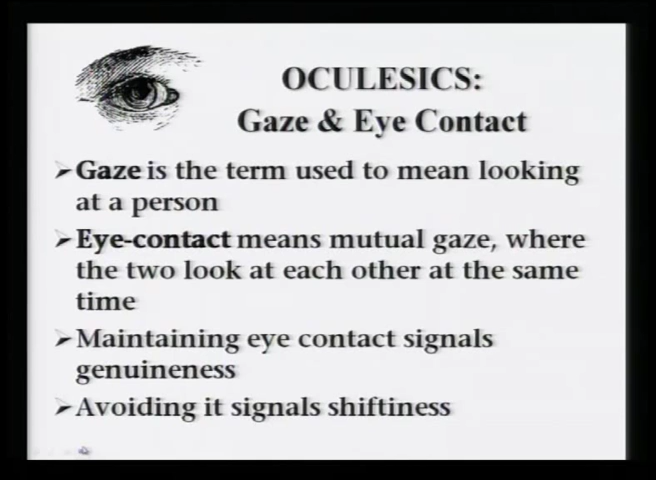 OCULESICS:
Gaze & Eye Contact
➢Gaze is the term used to mean looking
at a person
➢Eye-contact means mutual gaze, where
the two look at each other at the same
time
➢Maintaining eye contact signals
genuineness
➢Avoiding it signals shiftiness